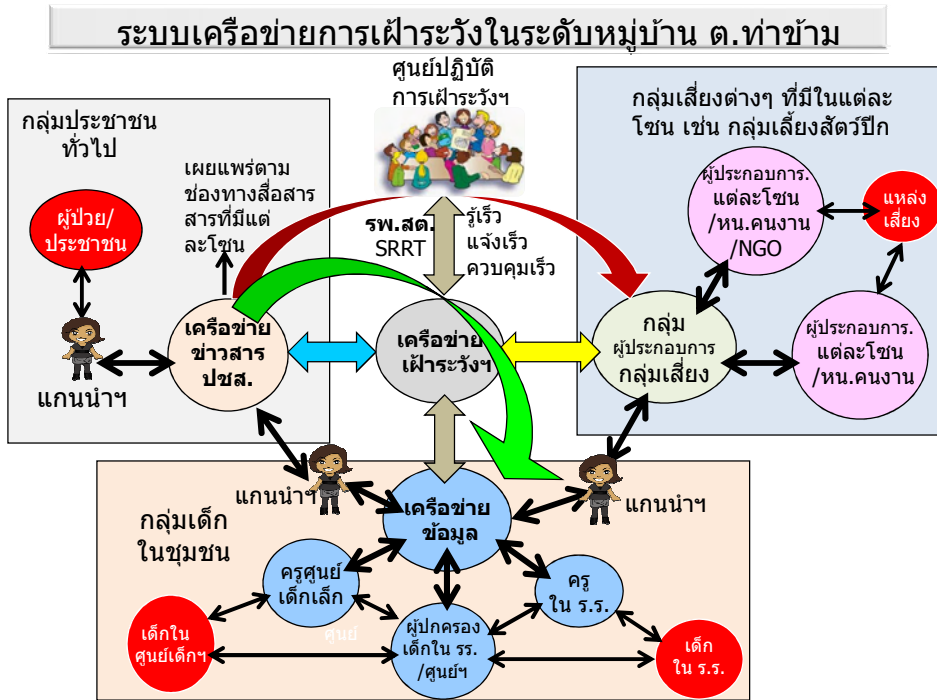 ระบบเครือข่ายการเฝ้าระวังในระดับหมู่บ้าน ต.ท่าข้าม
ศูนย์ปฏิบัติ
การเฝ้าระวังฯ
กลุ่มประชาชน
ทั่วไป
เผยแพร่ตาม
ช่องทางสื่อสาร
สารที่มีแต่
ละโซน
ผู้ป่วย/
ประชาชน
แกนนำฯ
เครือข่าย
ข่าวสาร
ปชส.
รพ.สต.
SRRT
รู้เร็ว
แจ้งเร็ว
ควบคุมเร็ว
เครือข่าย
เฝ้าระวังฯ
กลุ่มเสี่ยงต่างๆ ที่มีในแต่ละ
โซน เช่น กลุ่มเลี้ยงสัตว์ปีก
ผู้ประกอบการ.
แต่ละโซน
/หน.คนงาน
/NGO
แหล่ง
เสี่ยง
กลุ่ม
ผู้ประกอบการ
กลุ่มเสี่ยง
ผู้ประกอบการ.
แต่ละโซน
/หน.คนงาน
กลุ่มเด็ก
ในชุมชน
แกนนำฯ
แกนนำฯ
เครือข่าย
ข้อมูล
ครูศูนย์
เด็กเล็ก
ครู
ใน ร.ร.
เด็กใน
ศูนย์เด็กฯ
ศูนย์
ผู้ปกครอง
เด็กใน รร.
/ศูนย์ฯ
เด็ก
ใน ร.ร.